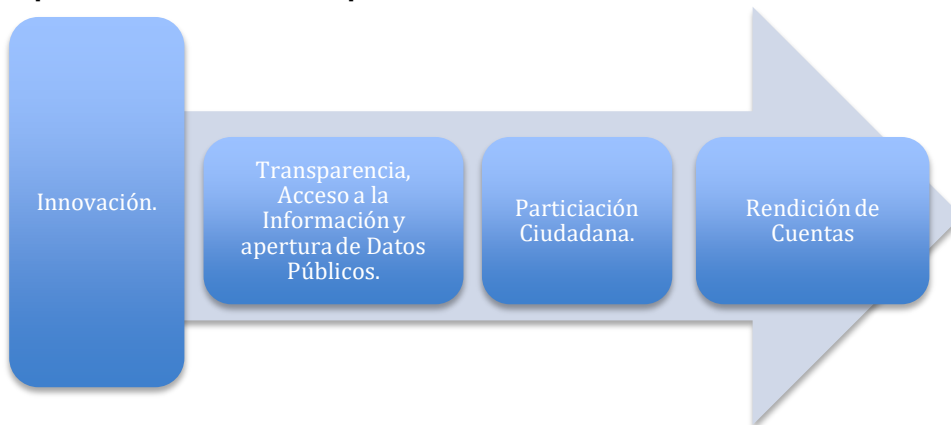 Innovación.
Transparencia,
Acceso a la
Información y
apertura de Datos
Públicos.
Particiación
Ciudadana.
Rendición de
Cuentas